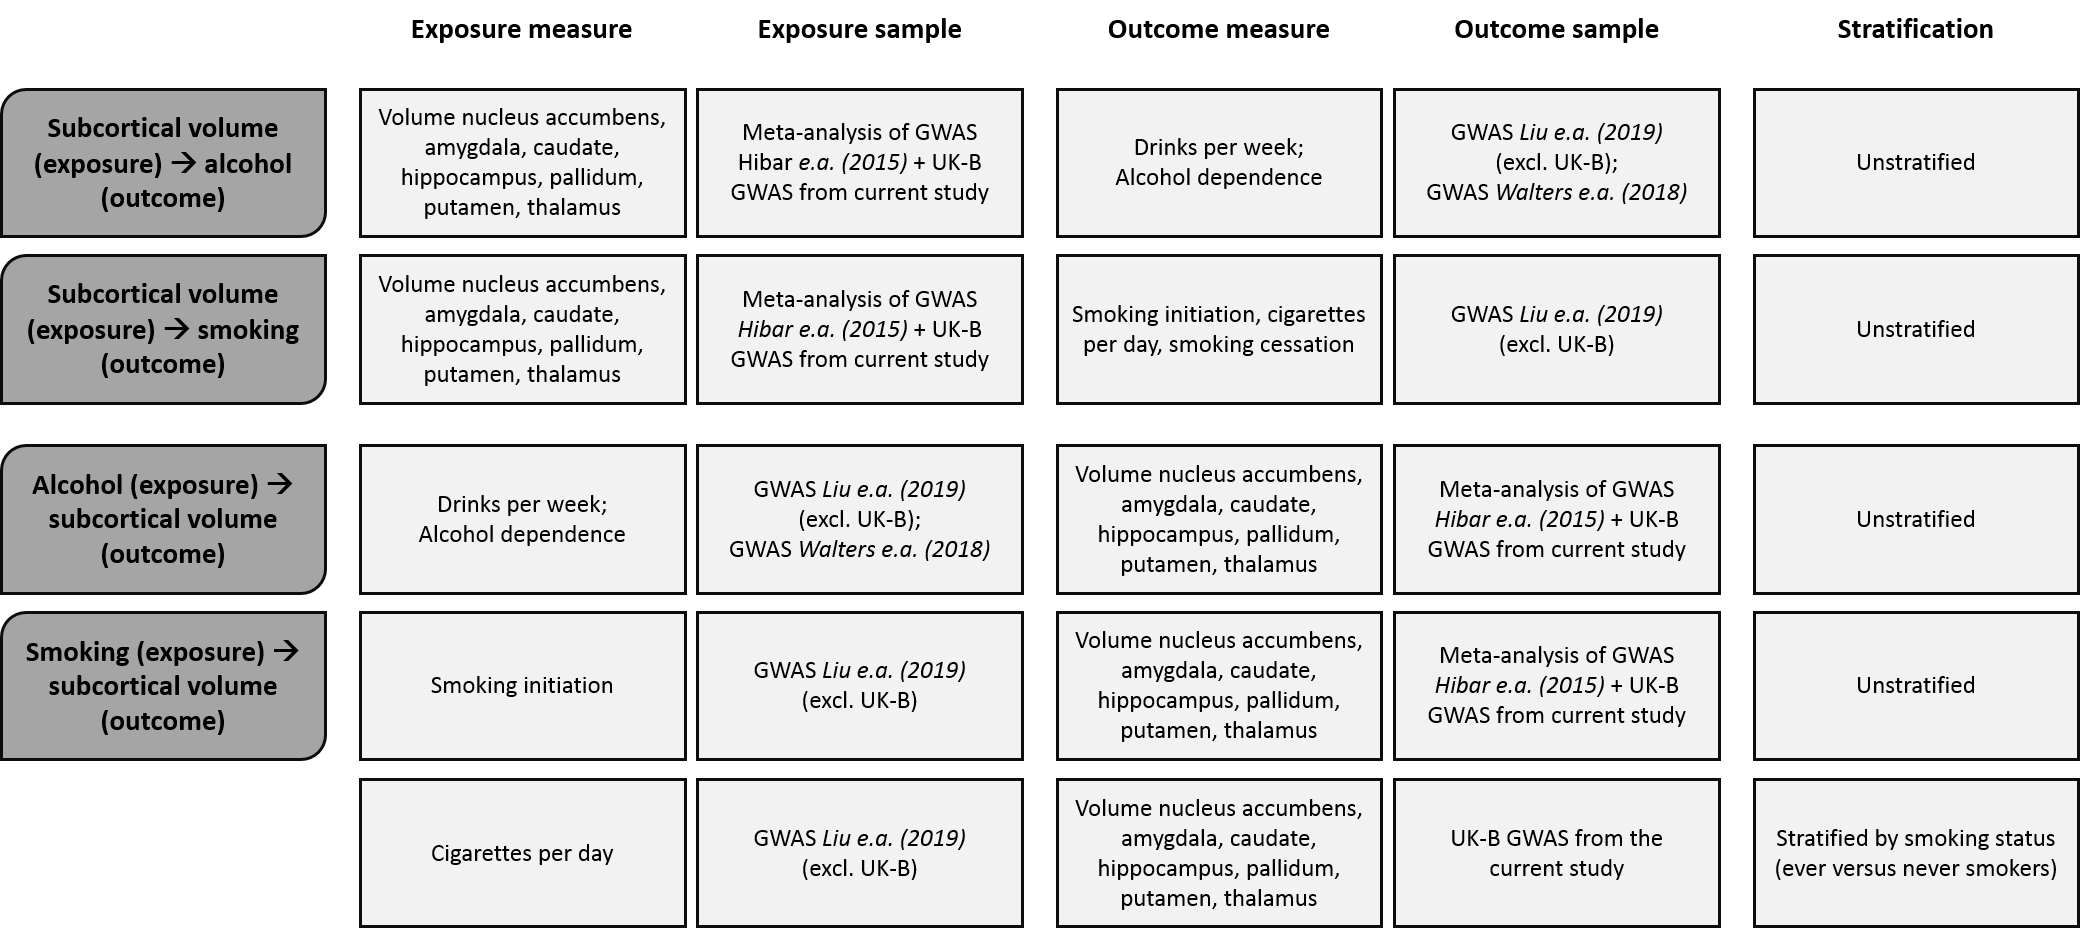 Exposure measure
Exposure sample
Outcome measure
Outcome sample
Stratification
Subcortical volume
(exposure) → alcohol
(outcome)
Volume nucleus accumbens,
amygdala, caudate,
hippocampus, pallidum,
putamen, thalamus
Meta-analysis of GWAS
Hibar e.a. (2015) + UK-B
GWAS from current study
Drinks per week;
Alcohol dependence
GWAS Liu e.a. (2019)
(excl. UK-B);
GWAS Walters e.a. (2018)
Unstratified
Subcortical volume
(exposure) → smoking
(outcome)
Volume nucleus accumbens,
amygdala, caudate,
hippocampus, pallidum,
putamen, thalamus
Meta-analysis of GWAS
Hibar e.a. (2015) + UK-B
GWAS from current study
Smoking initiation, cigarettes
per day, smoking cessation
GWAS Liu e.a. (2019)
(excl. UK-B)
Unstratified
Alcohol (exposure) →
subcortical volume
(outcome)
Drinks per week;
Alcohol dependence
GWAS Liu e.a. (2019)
(excl. UK-B);
GWAS Walters e.a. (2018)
Volume nucleus accumbens,
amygdala, caudate,
hippocampus, pallidum,
putamen, thalamus
Meta-analysis of GWAS
Hibar e.a. (2015) + UK-B
GWAS from current study
Unstratified
Smoking (exposure) →
subcortical volume
(outcome)
Smoking initiation
GWAS Liu e.a. (2019)
(excl. UK-B)
Volume nucleus accumbens,
amygdala, caudate,
hippocampus, pallidum,
putamen, thalamus
Meta-analysis of GWAS
Hibar e.a. (2015) + UK-B
GWAS from current study
Unstratified
Cigarettes per day
GWAS Liu e.a. (2019)
(excl. UK-B)
Volume nucleus accumbens,
amygdala, caudate,
hippocampus, pallidum,
putamen, thalamus
UK-B GWAS from the
current study
Stratified by smoking status
(ever versus never smokers)